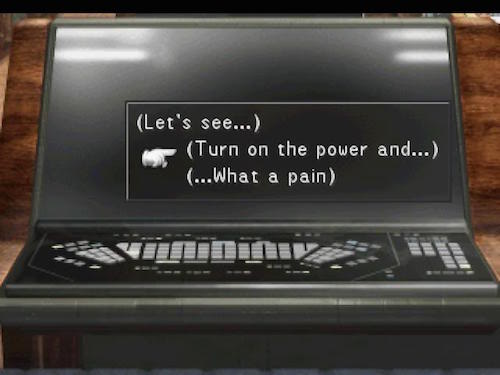 (Let's see...)
(Turn on the power and...)
(...What a pain)